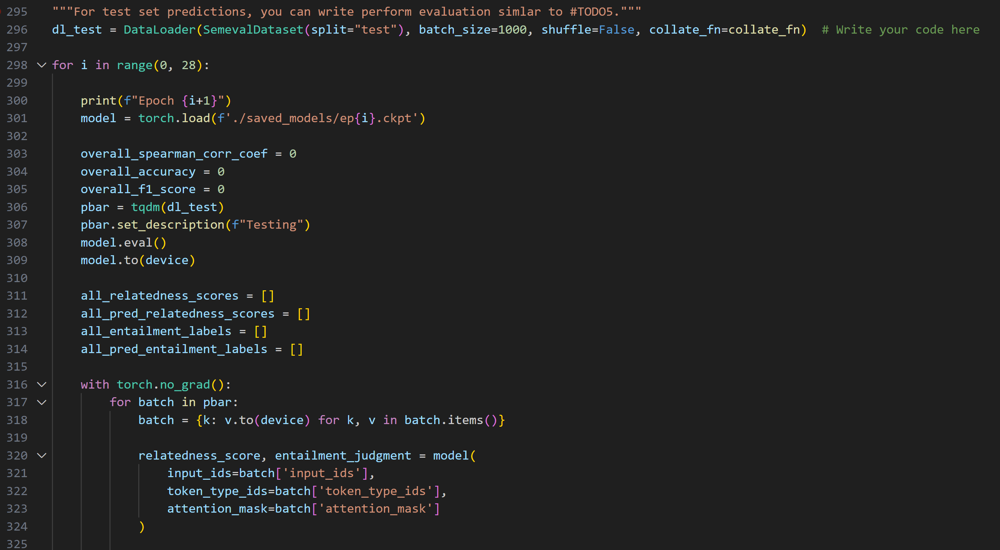 295 """For test set predictions, you can write perform evaluation simlar to #TODO5."""
296 dl_test = DataLoader(SemevalDataset(split="test"), batch_size=1000, shuffle=False, collate_fn=collate_fn)  # Write your code here
297
298 for i in range(0, 28):
299
300     print(f"Epoch {i+1}")
301     model = torch.load(f'./saved_models/ep{i}.ckpt')
302
303     overall_spearman_corr_coef = 0
304     overall_accuracy = 0
305     overall_f1_score = 0
306     pbar = tqdm(dl_test)
307     pbar.set_description(f"Testing")
308     model.eval()
309     model.to(device)
310
311     all_relatedness_scores = []
312     all_pred_relatedness_scores = []
313     all_entailment_labels = []
314     all_pred_entailment_labels = []
315
316     with torch.no_grad():
317         for batch in pbar:
318             batch = {k: v.to(device) for k, v in batch.items()}
319
320             relatedness_score, entailment_judgment = model(
321                 input_ids=batch['input_ids'],
322                 token_type_ids=batch['token_type_ids'],
323                 attention_mask=batch['attention_mask']
324             )
325